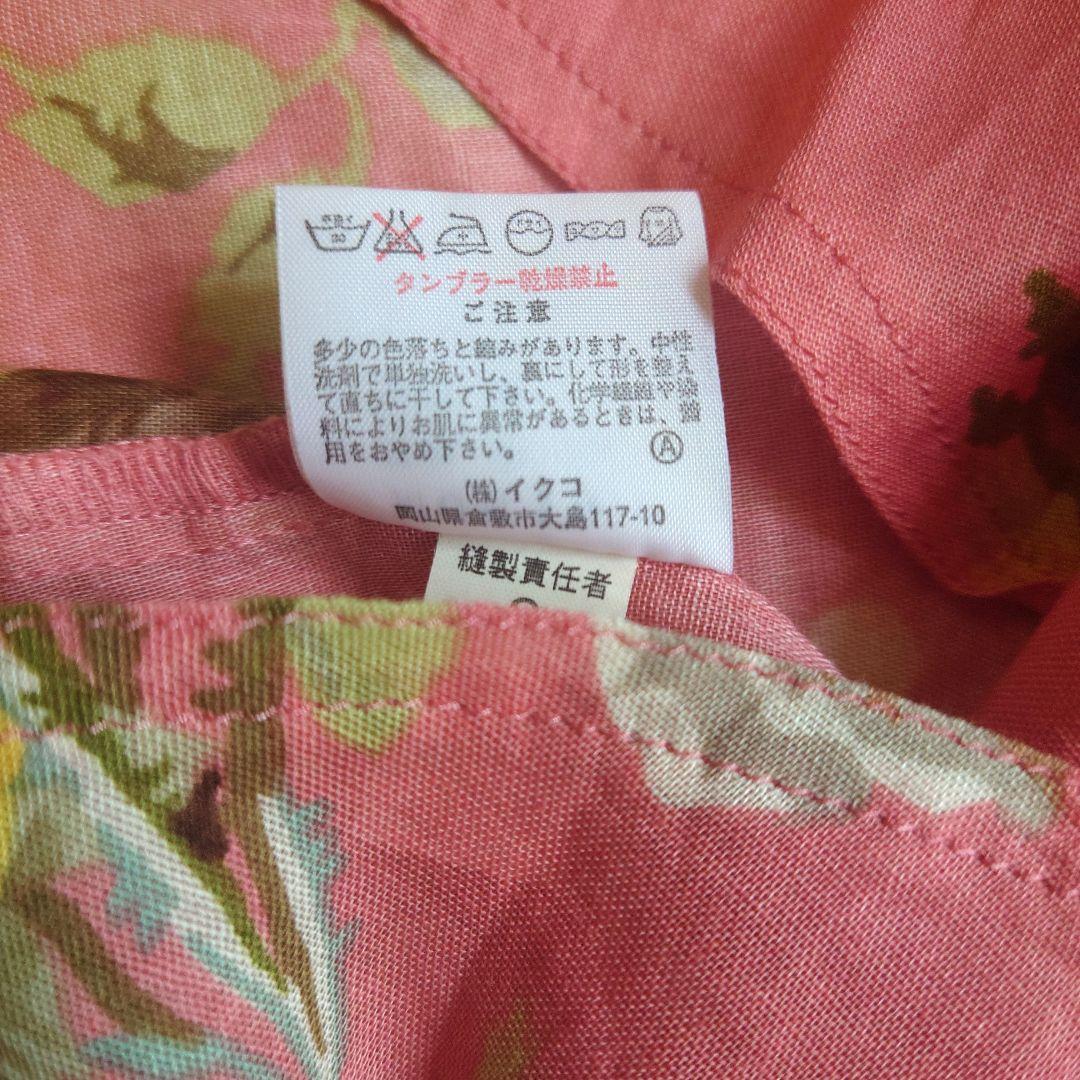 タンブラー乾燥禁止
ご注意
多少の色落ちと縮みがあります。中性
洗剤で単独洗いし、裏にして形を整え
て直ちに干して下さい。化学繊維や染
料によりお肌に異常があるときは、着
用をおやめ下さい。
Ⓐ
(株)イクコ
岡山県倉敷市大島117-10
縫製責任者